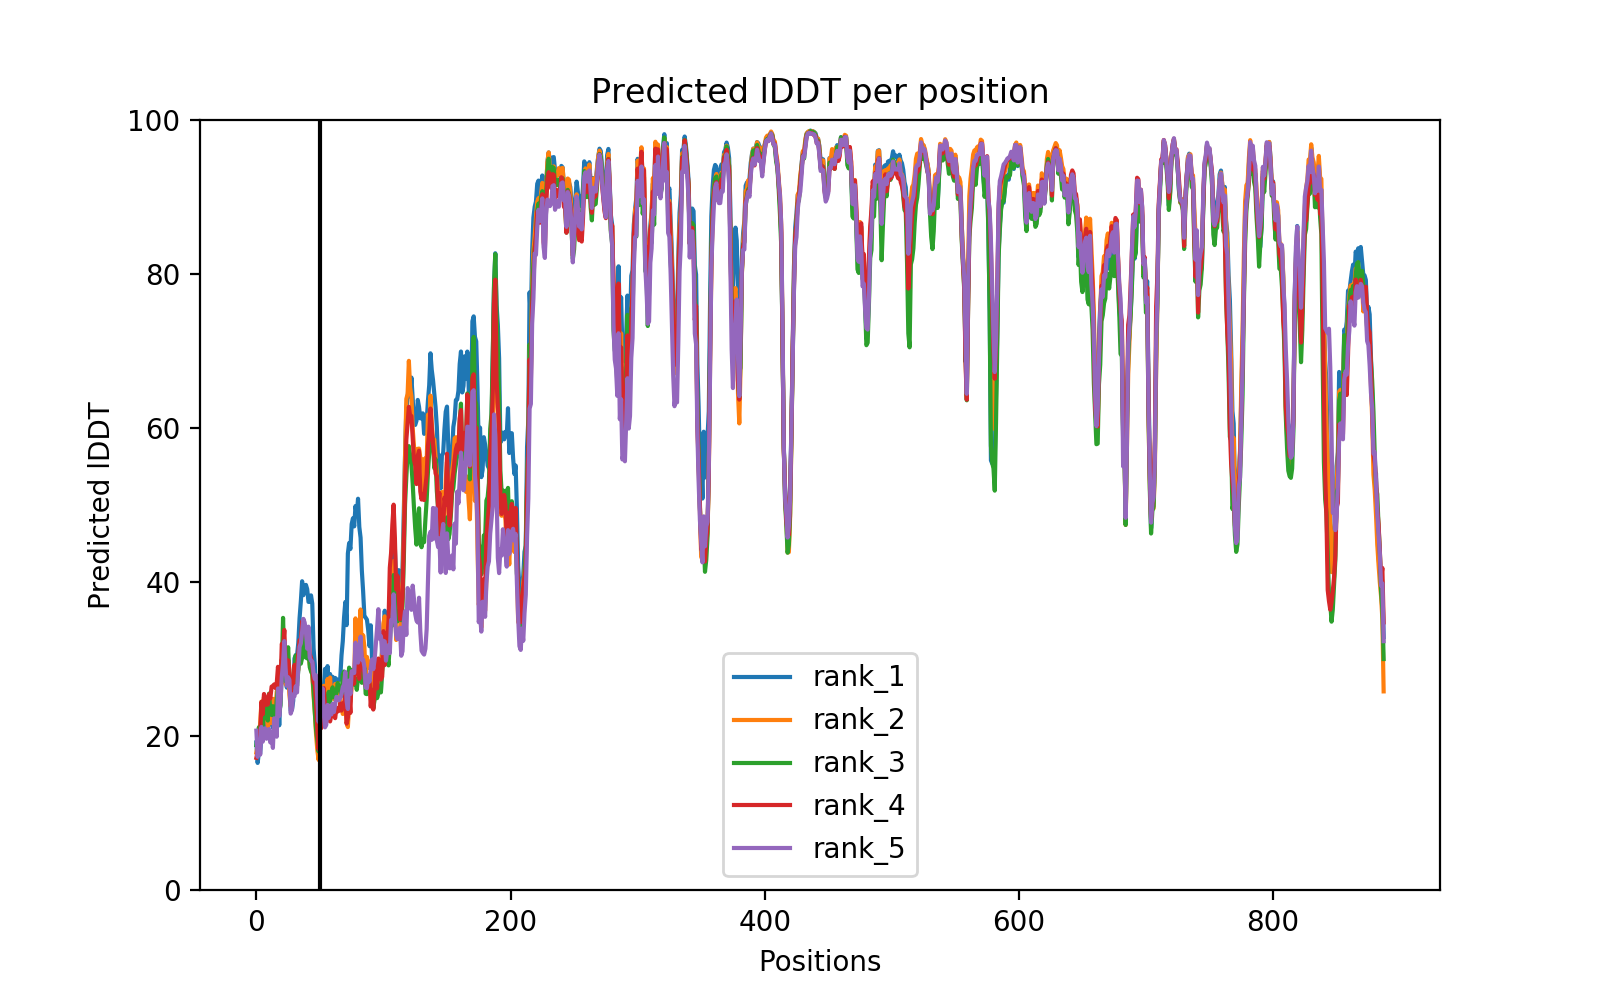 Predicted lDDT per position
100
80
60
40
20
0
Predicted lDDT
0 200 400 600 800
Positions
rank_1
rank_2
rank_3
rank_4
rank_5